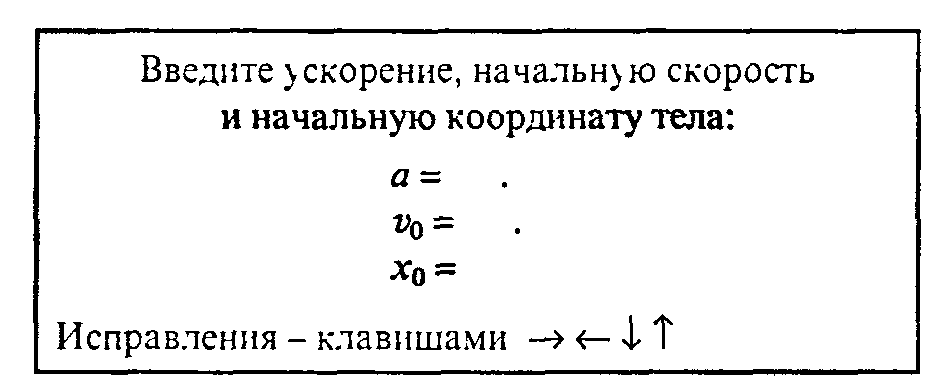 Введите ускорение, начальную скорость
и начальную координату тела:
a = .
v₀ = .
x₀ =
Исправления – клавишами → ← ↓ ↑